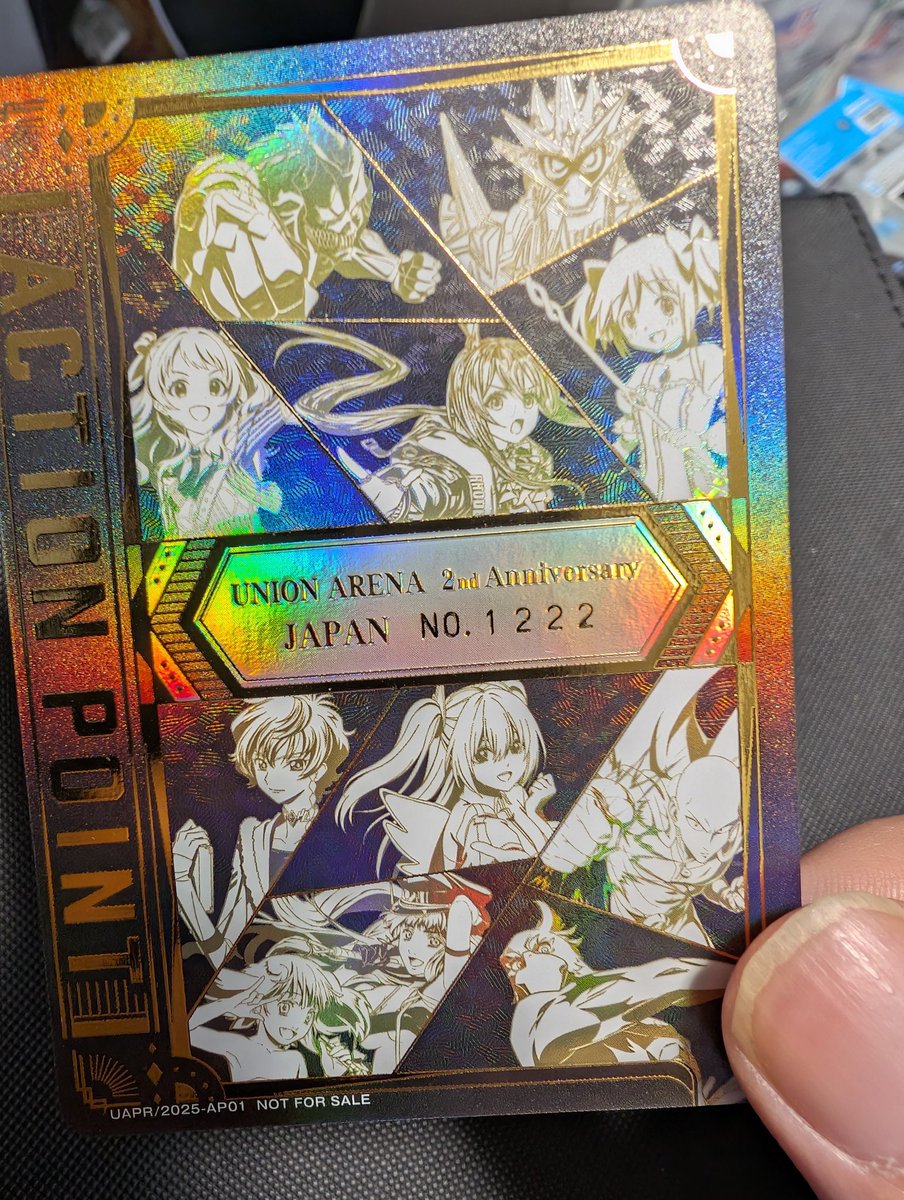 ACTION POINT
UNION ARENA 2nd Anniversary
JAPAN NO.1222
UAPR/2025-AP01 NOT FOR SALE